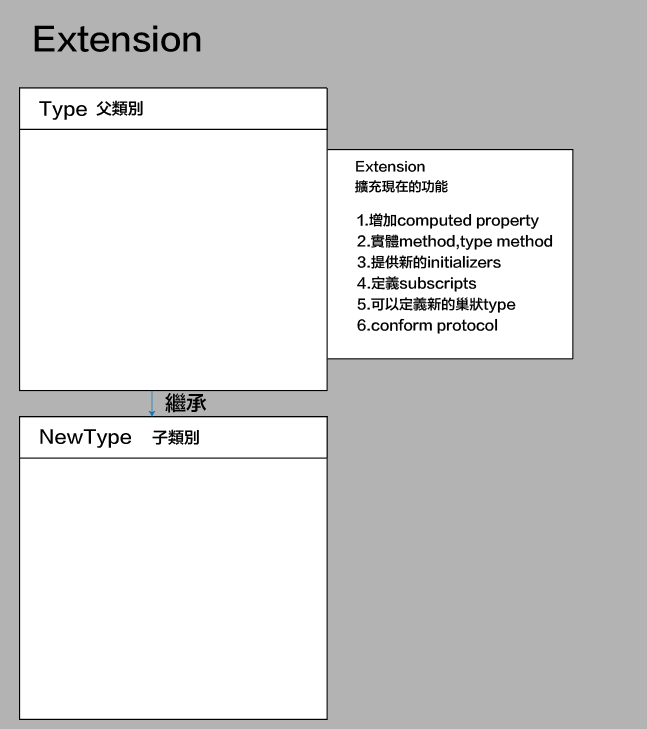 Extension
Type 父類別
Extension
擴充現在的功能
1.增加computed property
2.實體method,type method
3.提供新的initializers
4.定義subscripts
5.可以定義新的巢狀type
6.conform protocol
繼承
NewType 子類別